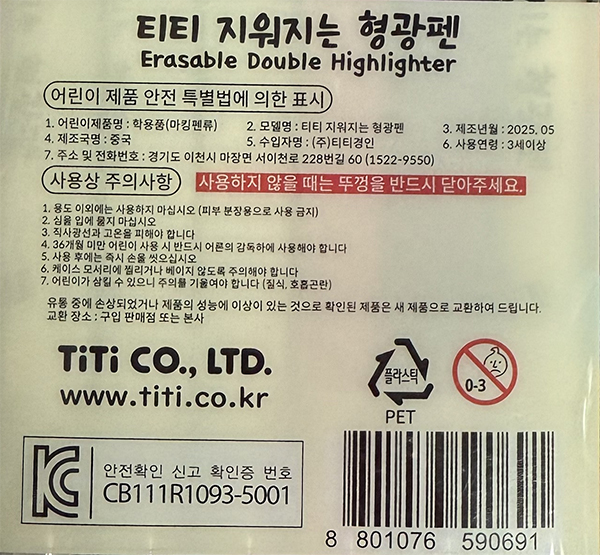 티티 지워지는 형광펜
Erasable Double Highlighter
어린이 제품 안전 특별법에 의한 표시
1. 어린이제품명 : 학용품(마킹펜류) 2. 모델명 : 티티 지워지는 형광펜 3. 제조년월 : 2025. 05
4. 제조국명 : 중국 5. 수입자명 : (주)티티경인 6. 사용연령 : 3세이상
7. 주소 및 전화번호 : 경기도 이천시 마장면 서이천로 228번길 60 (1522-9550)
사용상 주의사항 사용하지 않을 때는 뚜껑을 반드시 닫아주세요.
1. 용도 이외에는 사용하지 마십시오 (피부 분장용으로 사용 금지)
2. 심을 입에 물지 마십시오
3. 직사광선과 고온을 피해야 합니다
4. 36개월 미만 어린이 사용 시 반드시 어른의 감독하에 사용해야 합니다
5. 사용 후에는 즉시 손을 씻으십시오
6. 케이스 모서리에 찔리거나 베이지 않도록 주의해야 합니다
7. 어린이가 삼킬 수 있으니 주의를 기울여야 합니다 (질식, 호흡곤란)
유통 중에 손상되었거나 제품의 성능에 이상이 있는 것으로 확인된 제품은 새 제품으로 교환하여 드립니다.
교환 장소 : 구입 판매점 또는 본사
TiTi CO., LTD.
www.titi.co.kr
플라스틱
PET
0-3
KC
안전확인 신고 확인증 번호
CB111R1093-5001
8 801076 590691